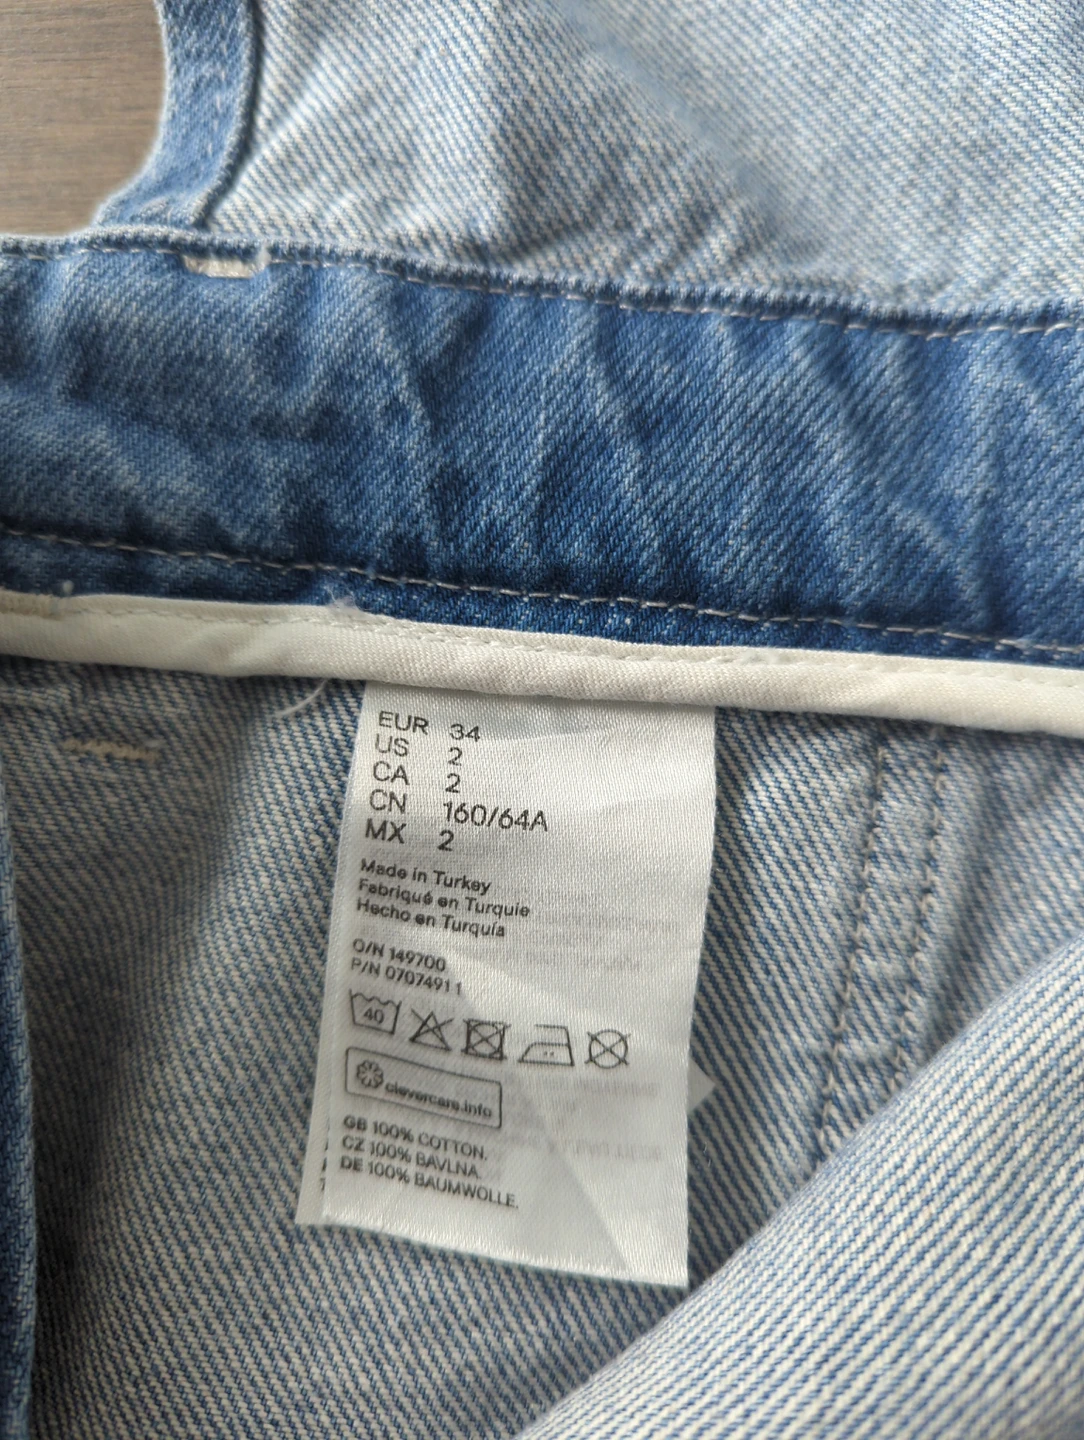 EUR 34
US 2
CA 2
CN 160/64A
MX 2
Made in Turkey
Fabriqué en Turquie
Hecho en Turquía
O/N 149700
P/N 07074911
40
clevercare.info
GB 100% COTTON.
CZ 100% BAVLNA.
DE 100% BAUMWOLLE.